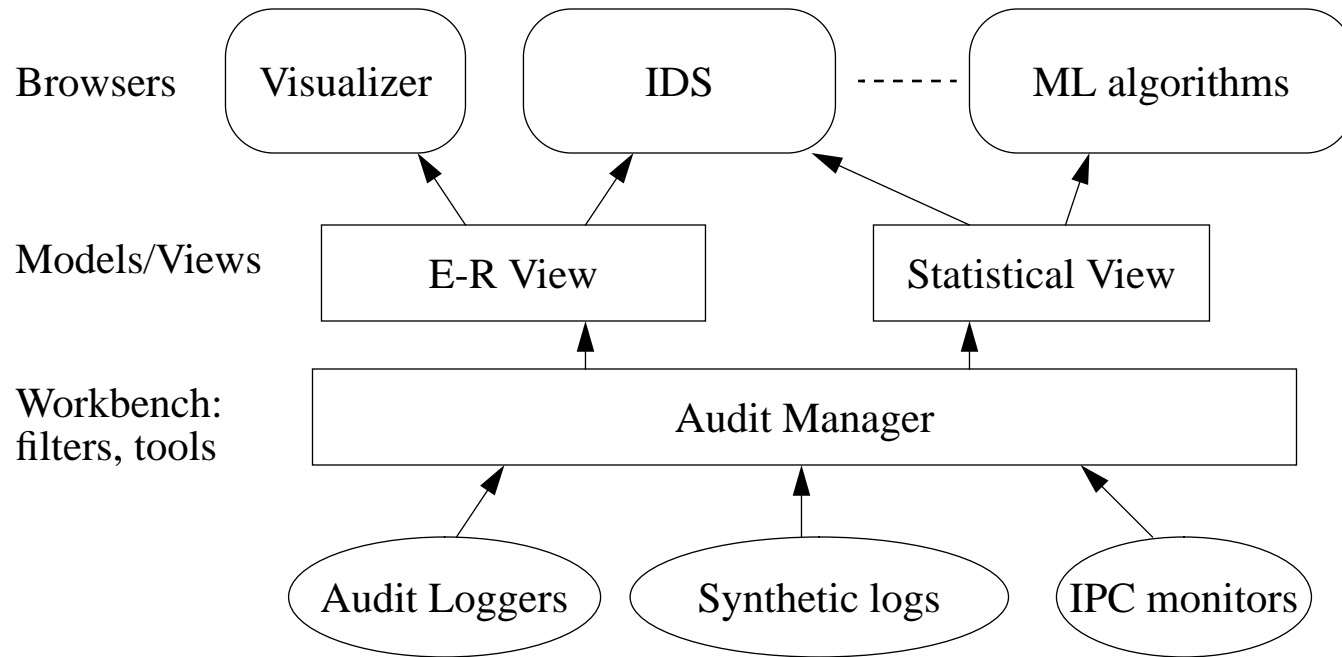 Browsers
Visualizer
IDS
ML algorithms
Models/Views
E-R View
Statistical View
Workbench:
filters, tools
Audit Manager
Audit Loggers
Synthetic logs
IPC monitors